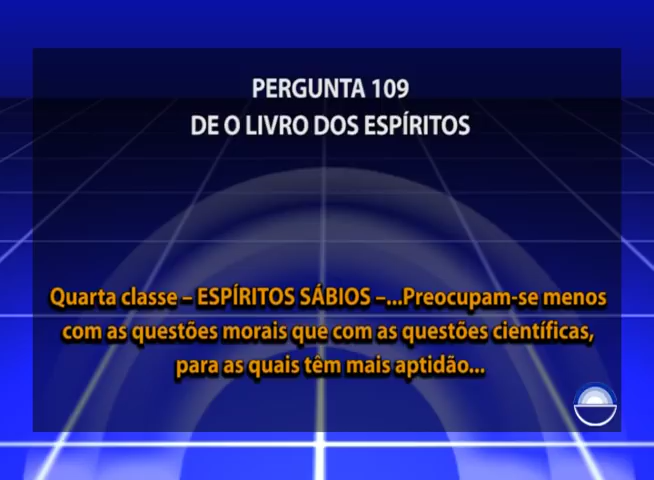 PERGUNTA 109
DE O LIVRO DOS ESPÍRITOS
Quarta classe – ESPÍRITOS SÁBIOS –...Preocupam-se menos
com as questões morais que com as questões científicas,
para as quais têm mais aptidão...